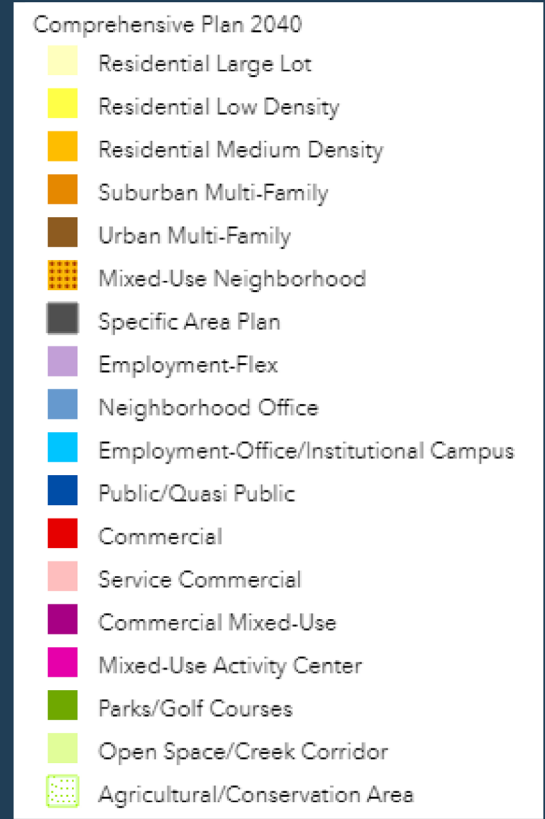 Comprehensive Plan 2040
Residential Large Lot
Residential Low Density
Residential Medium Density
Suburban Multi-Family
Urban Multi-Family
Mixed-Use Neighborhood
Specific Area Plan
Employment-Flex
Neighborhood Office
Employment-Office/Institutional Campus
Public/Quasi Public
Commercial
Service Commercial
Commercial Mixed-Use
Mixed-Use Activity Center
Parks/Golf Courses
Open Space/Creek Corridor
Agricultural/Conservation Area